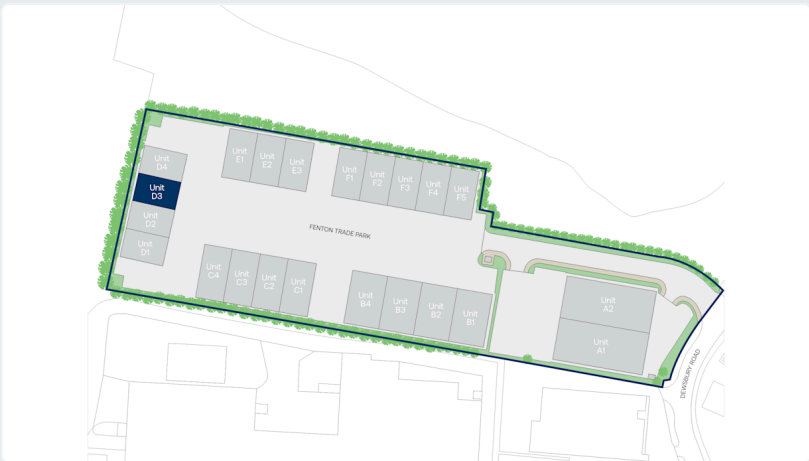 Unit
D4
Unit
D3
Unit
D2
Unit
D1
Unit
E1
Unit
E2
Unit
E3
Unit
F1
Unit
F2
Unit
F3
Unit
F4
Unit
F5
FENTON TRADE PARK
Unit
C4
Unit
C3
Unit
C2
Unit
C1
Unit
B4
Unit
B3
Unit
B2
Unit
B1
Unit
A2
Unit
A1
DEWSBURY ROAD